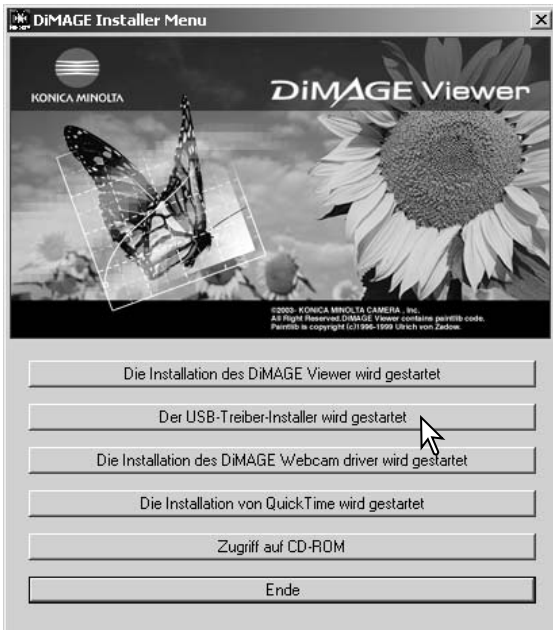 DiMAGE Installer Menu
KONICA MINOLTA
DiMAGE Viewer
©2003- KONICA MINOLTA CAMERA , Inc.
All Right Reserved.DiMAGE Viewer contains paintlib code.
Paintlib is copyright (c)1996-1999 Ulrich von Zadow.
Die Installation des DiMAGE Viewer wird gestartet
Der USB-Treiber-Installer wird gestartet
Die Installation des DiMAGE Webcam driver wird gestartet
Die Installation von QuickTime wird gestartet
Zugriff auf CD-ROM
Ende